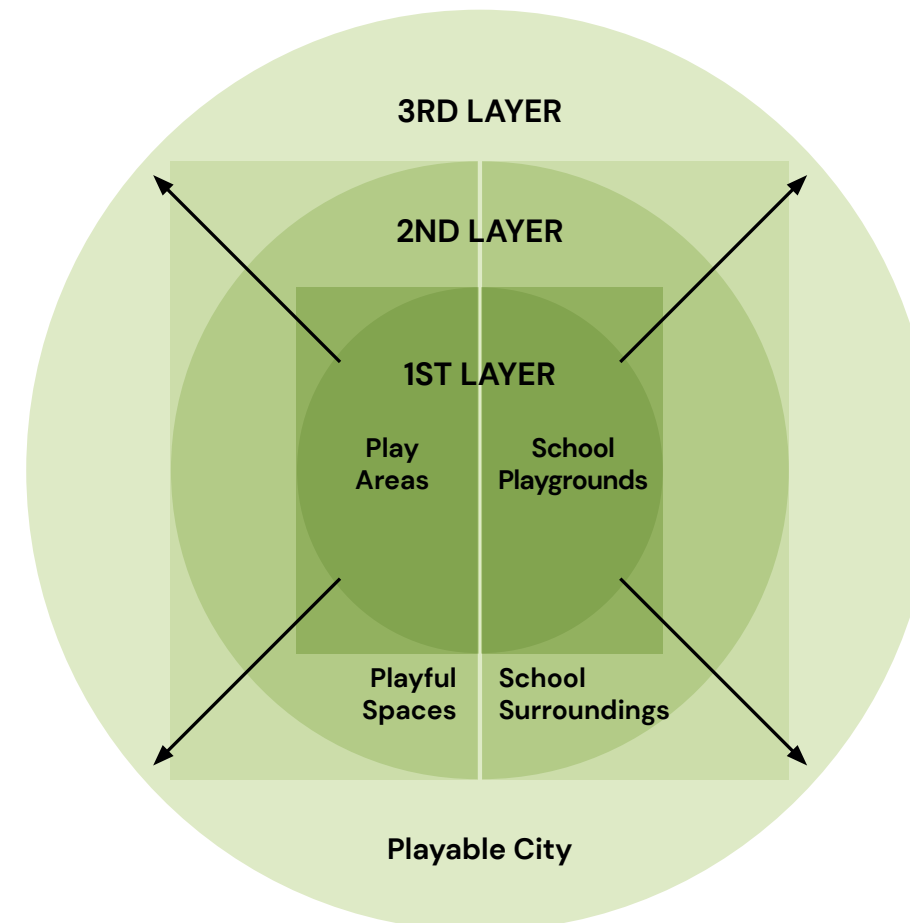 3RD LAYER
2ND LAYER
1ST LAYER
Play
Areas
School
Playgrounds
Playful
Spaces
School
Surroundings
Playable City